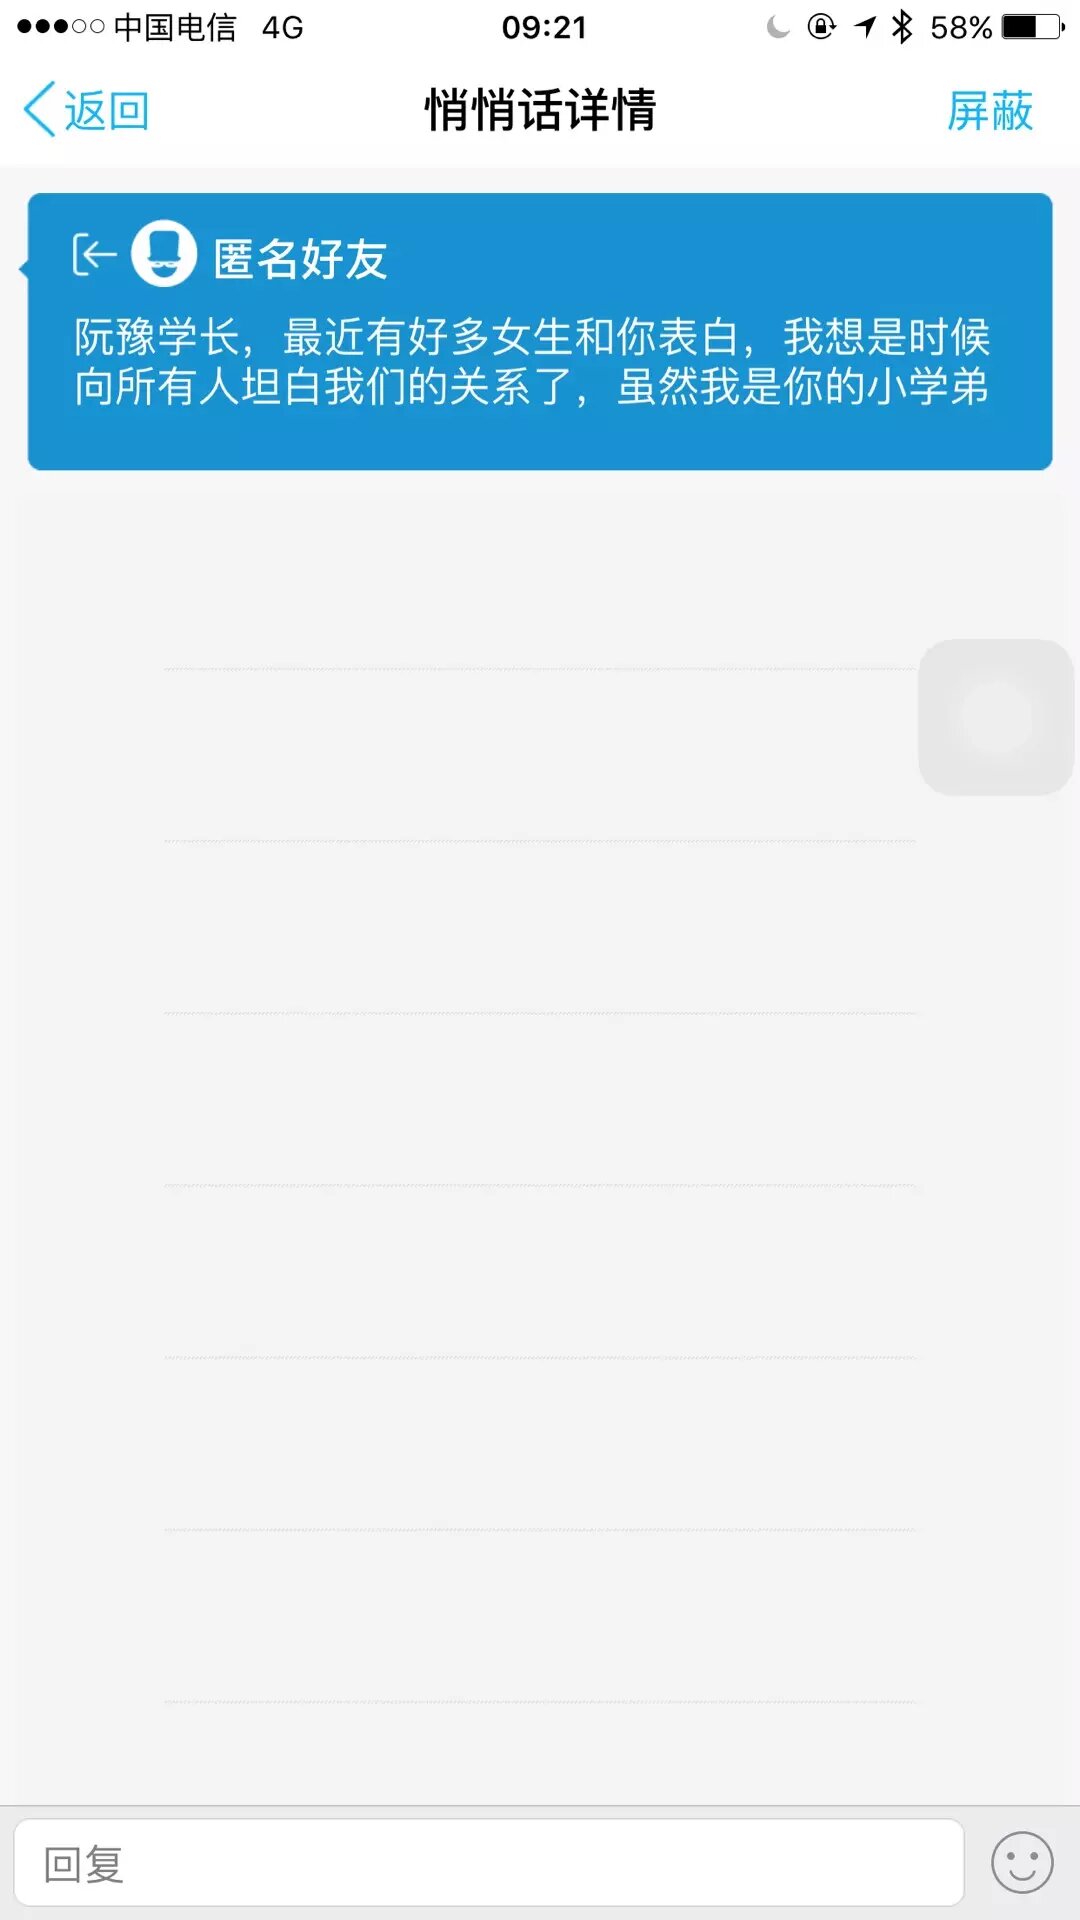 中国电信 4G 09:21 58%
返回 悄悄话详情 屏蔽
匿名好友
阮豫学长，最近有好多女生和你表白，我想是时候
向所有人坦白我们的关系了，虽然我是你的小学弟
回复